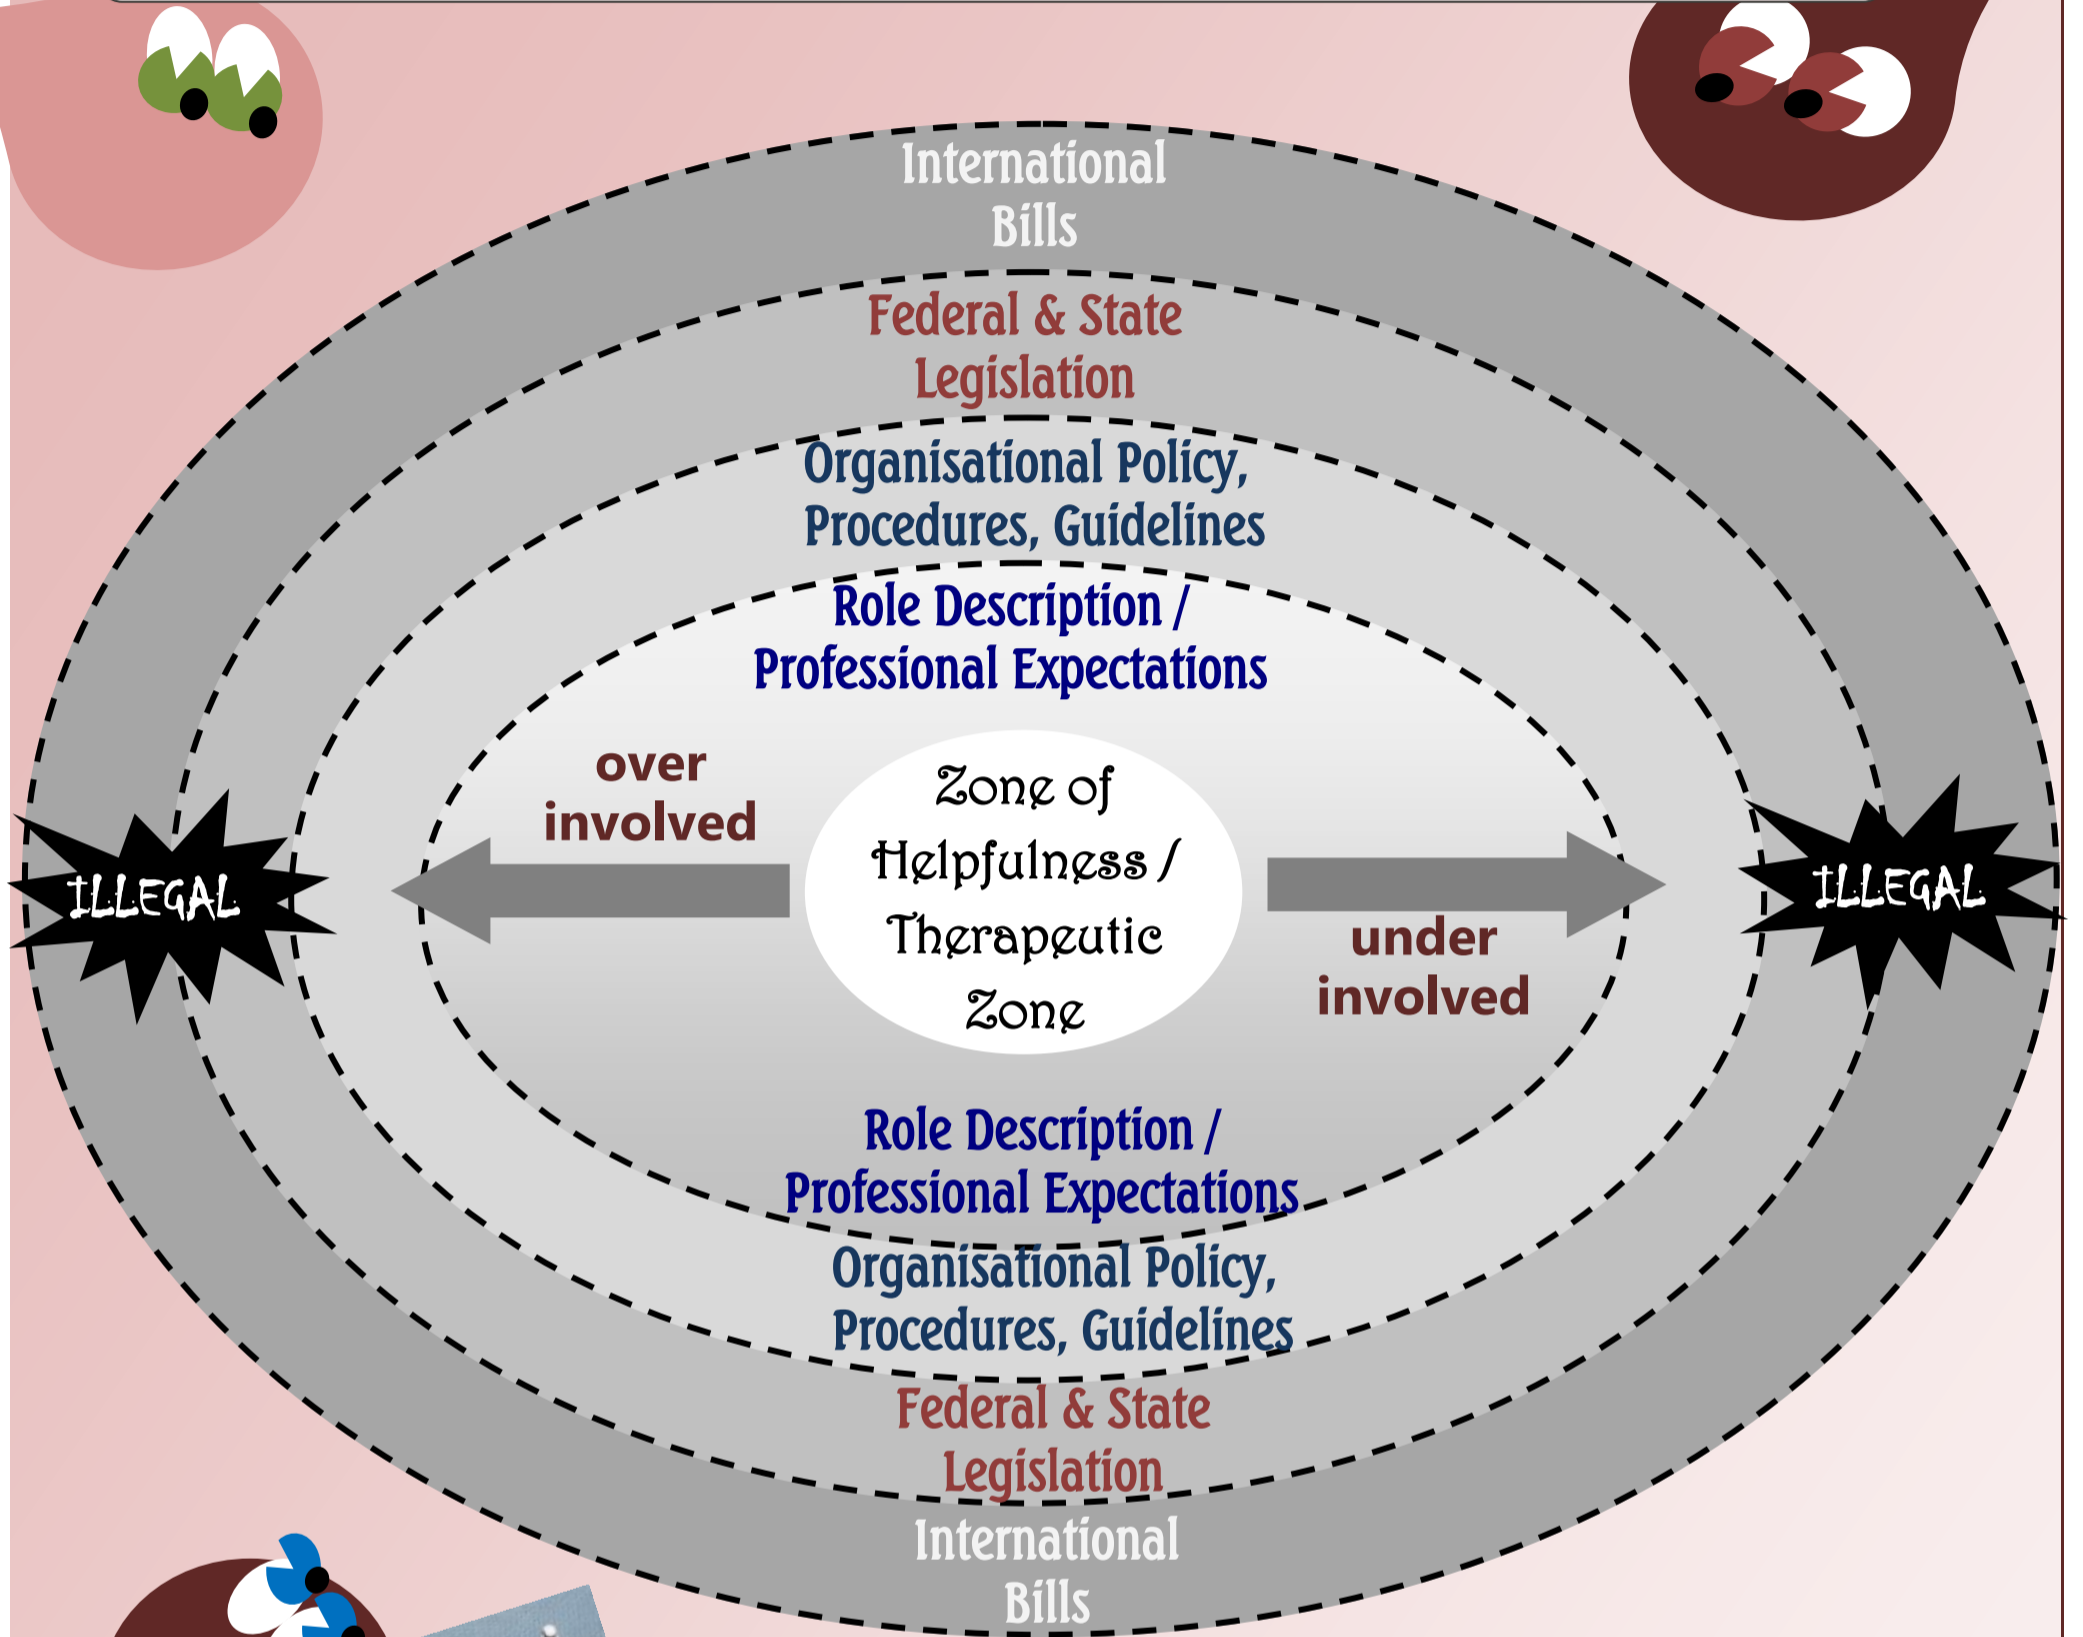 International
Bills
Federal & State
Legislation
Organisational Policy,
Procedures, Guidelines
Role Description /
Professional Expectations
over
involved
Zone of
Helpfulness /
Therapeutic
Zone
under
involved
ILLEGAL
ILLEGAL
Role Description /
Professional Expectations
Organisational Policy,
Procedures, Guidelines
Federal & State
Legislation
International
Bills